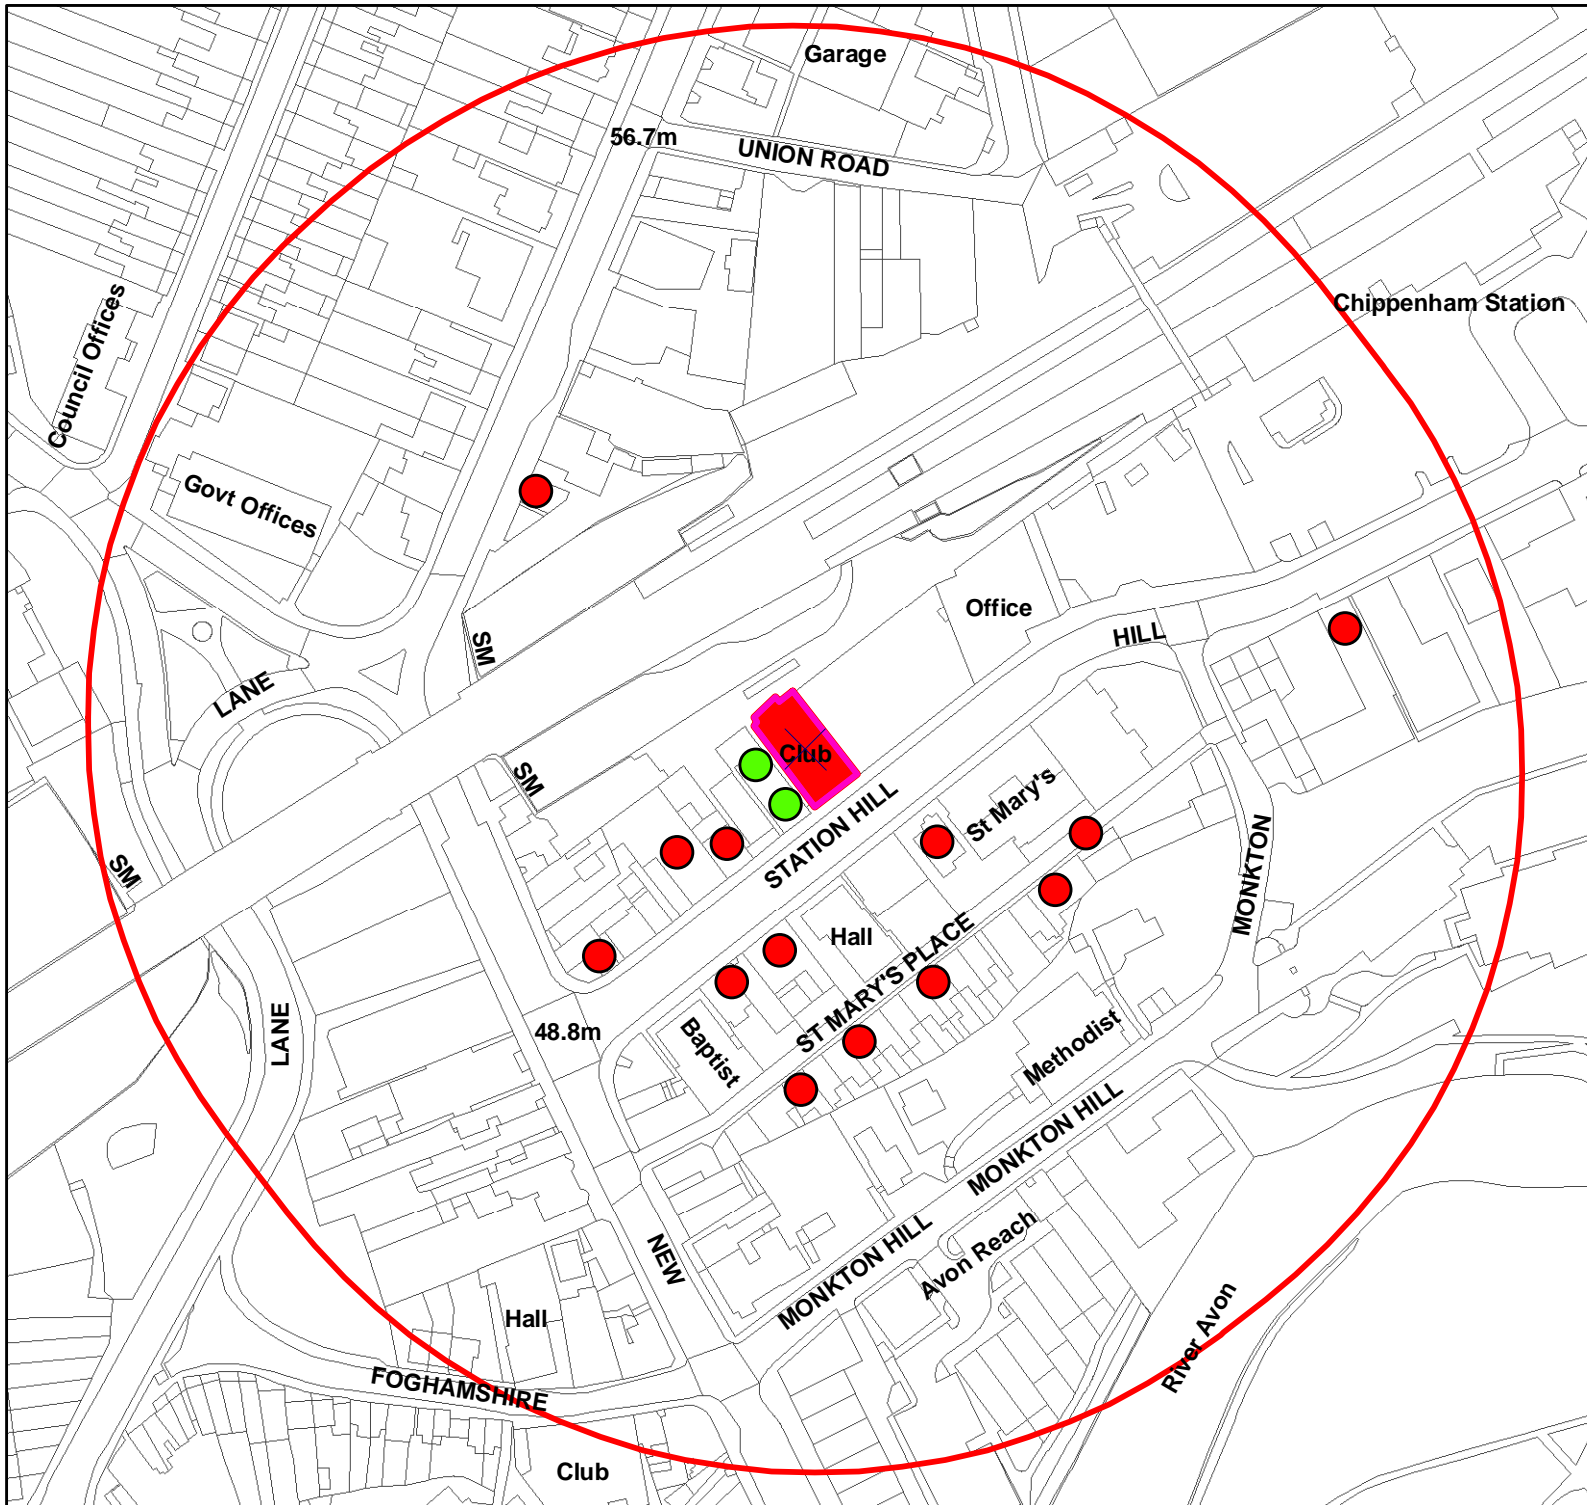 Garage
56.7m
UNION ROAD
Council Offices
Chippenham Station
Govt Offices
Office
HILL
SM
LANE
Club
SM
STATION HILL
St Mary's
SM
MONKTON
Hall
ST MARY'S PLACE
LANE
48.8m
Baptist
Methodist
MONKTON HILL
NEW
MONKTON HILL
Avon Reach
Hall
River Avon
FOGHAMSHIRE
Club